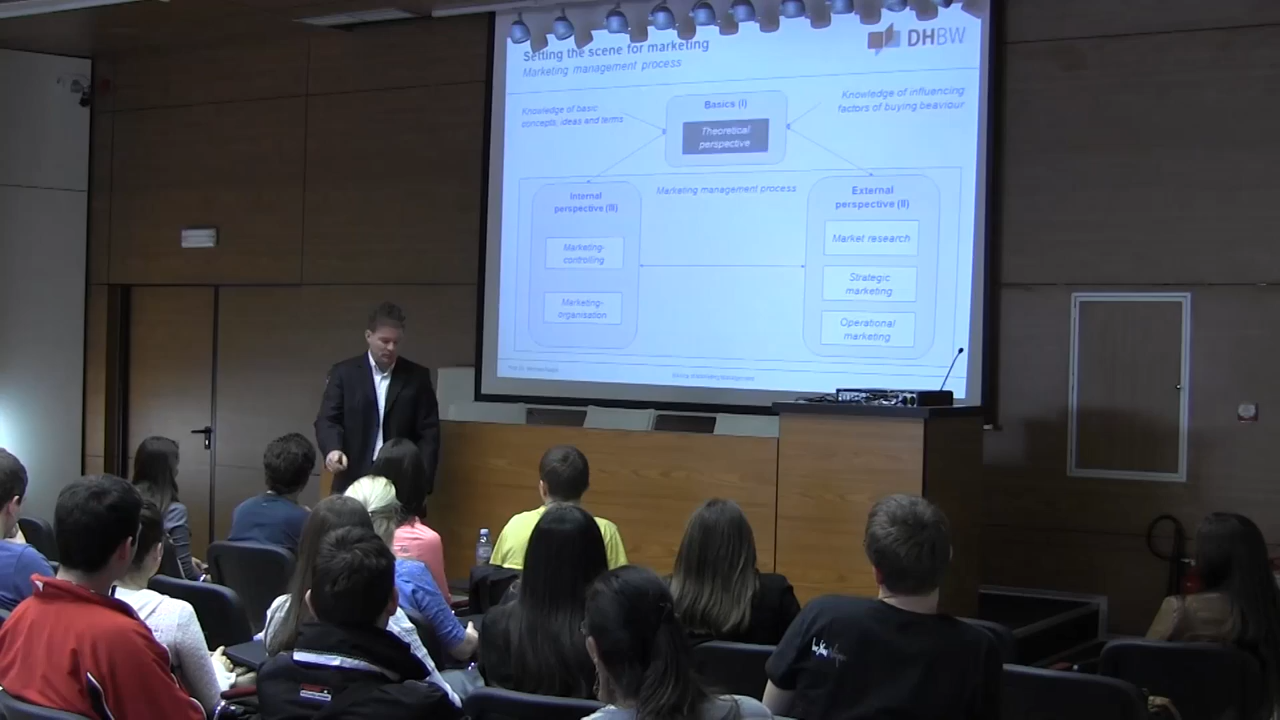 Setting the scene for marketing
Marketing management process
DHBW
Knowledge of basic
concepts, ideas and terms
Basics (I)
Theoretical
perspective
Knowledge of influencing
factors of buying beaviour
Marketing management process
Internal
perspective (III)
Marketing-
controlling
Marketing-
organisation
External
perspective (II)
Market research
Strategic
marketing
Operational
marketing